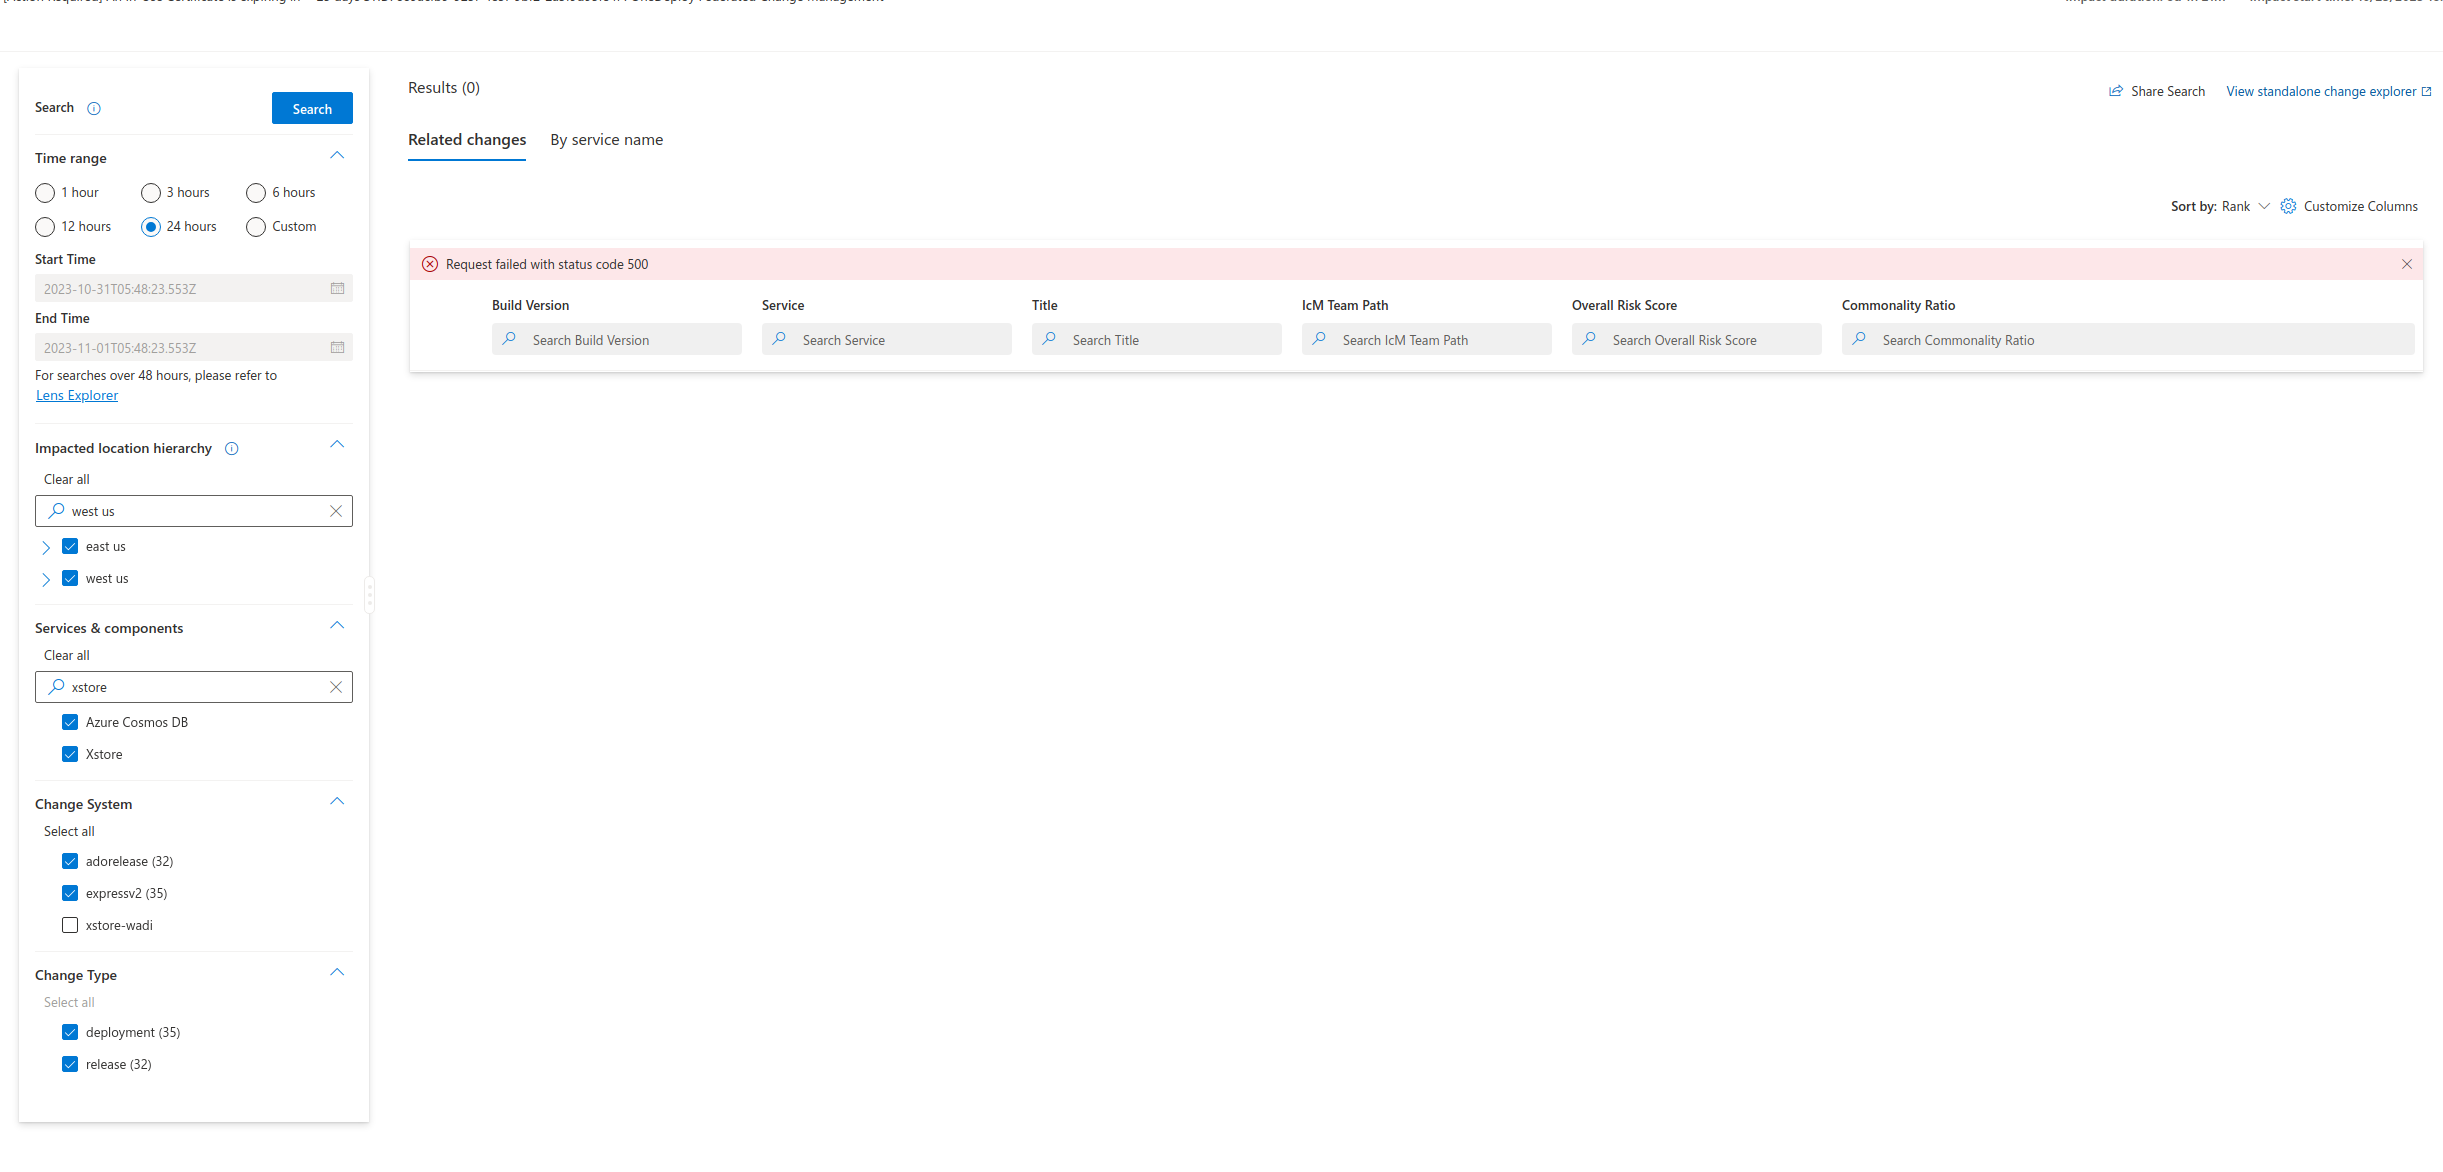 Search
Search
Time range
1 hour
3 hours
6 hours
12 hours
24 hours
Custom
Start Time
2023-10-31T05:48:23.553Z
End Time
2023-11-01T05:48:23.553Z
For searches over 48 hours, please refer to
Lens Explorer
Impacted location hierarchy
Clear all
west us
east us
west us
Services & components
Clear all
xstore
Azure Cosmos DB
Xstore
Change System
Select all
adorelease (32)
expressv2 (35)
xstore-wadi
Change Type
Select all
deployment (35)
release (32)
Results (0)
Share Search
View standalone change explorer
Related changes
By service name
Sort by: Rank
Customize Columns
Request failed with status code 500
Build Version
Service
Title
IcM Team Path
Overall Risk Score
Commonality Ratio
Search Build Version
Search Service
Search Title
Search IcM Team Path
Search Overall Risk Score
Search Commonality Ratio